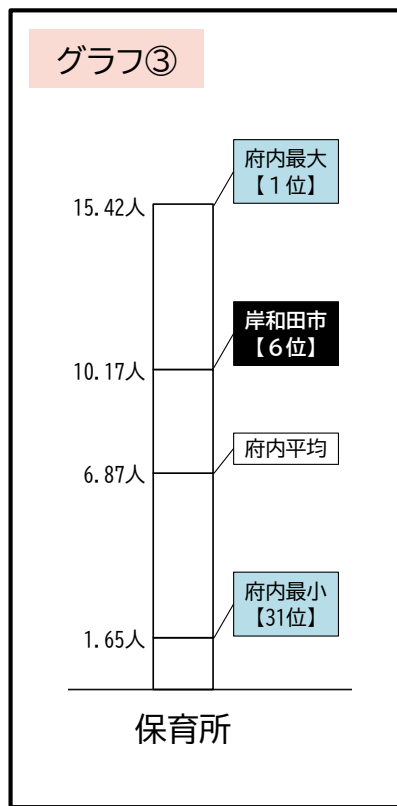 グラフ③
府内最大
【1位】
15.42人
岸和田市
【6位】
10.17人
府内平均
6.87人
府内最小
【31位】
1.65人
保育所